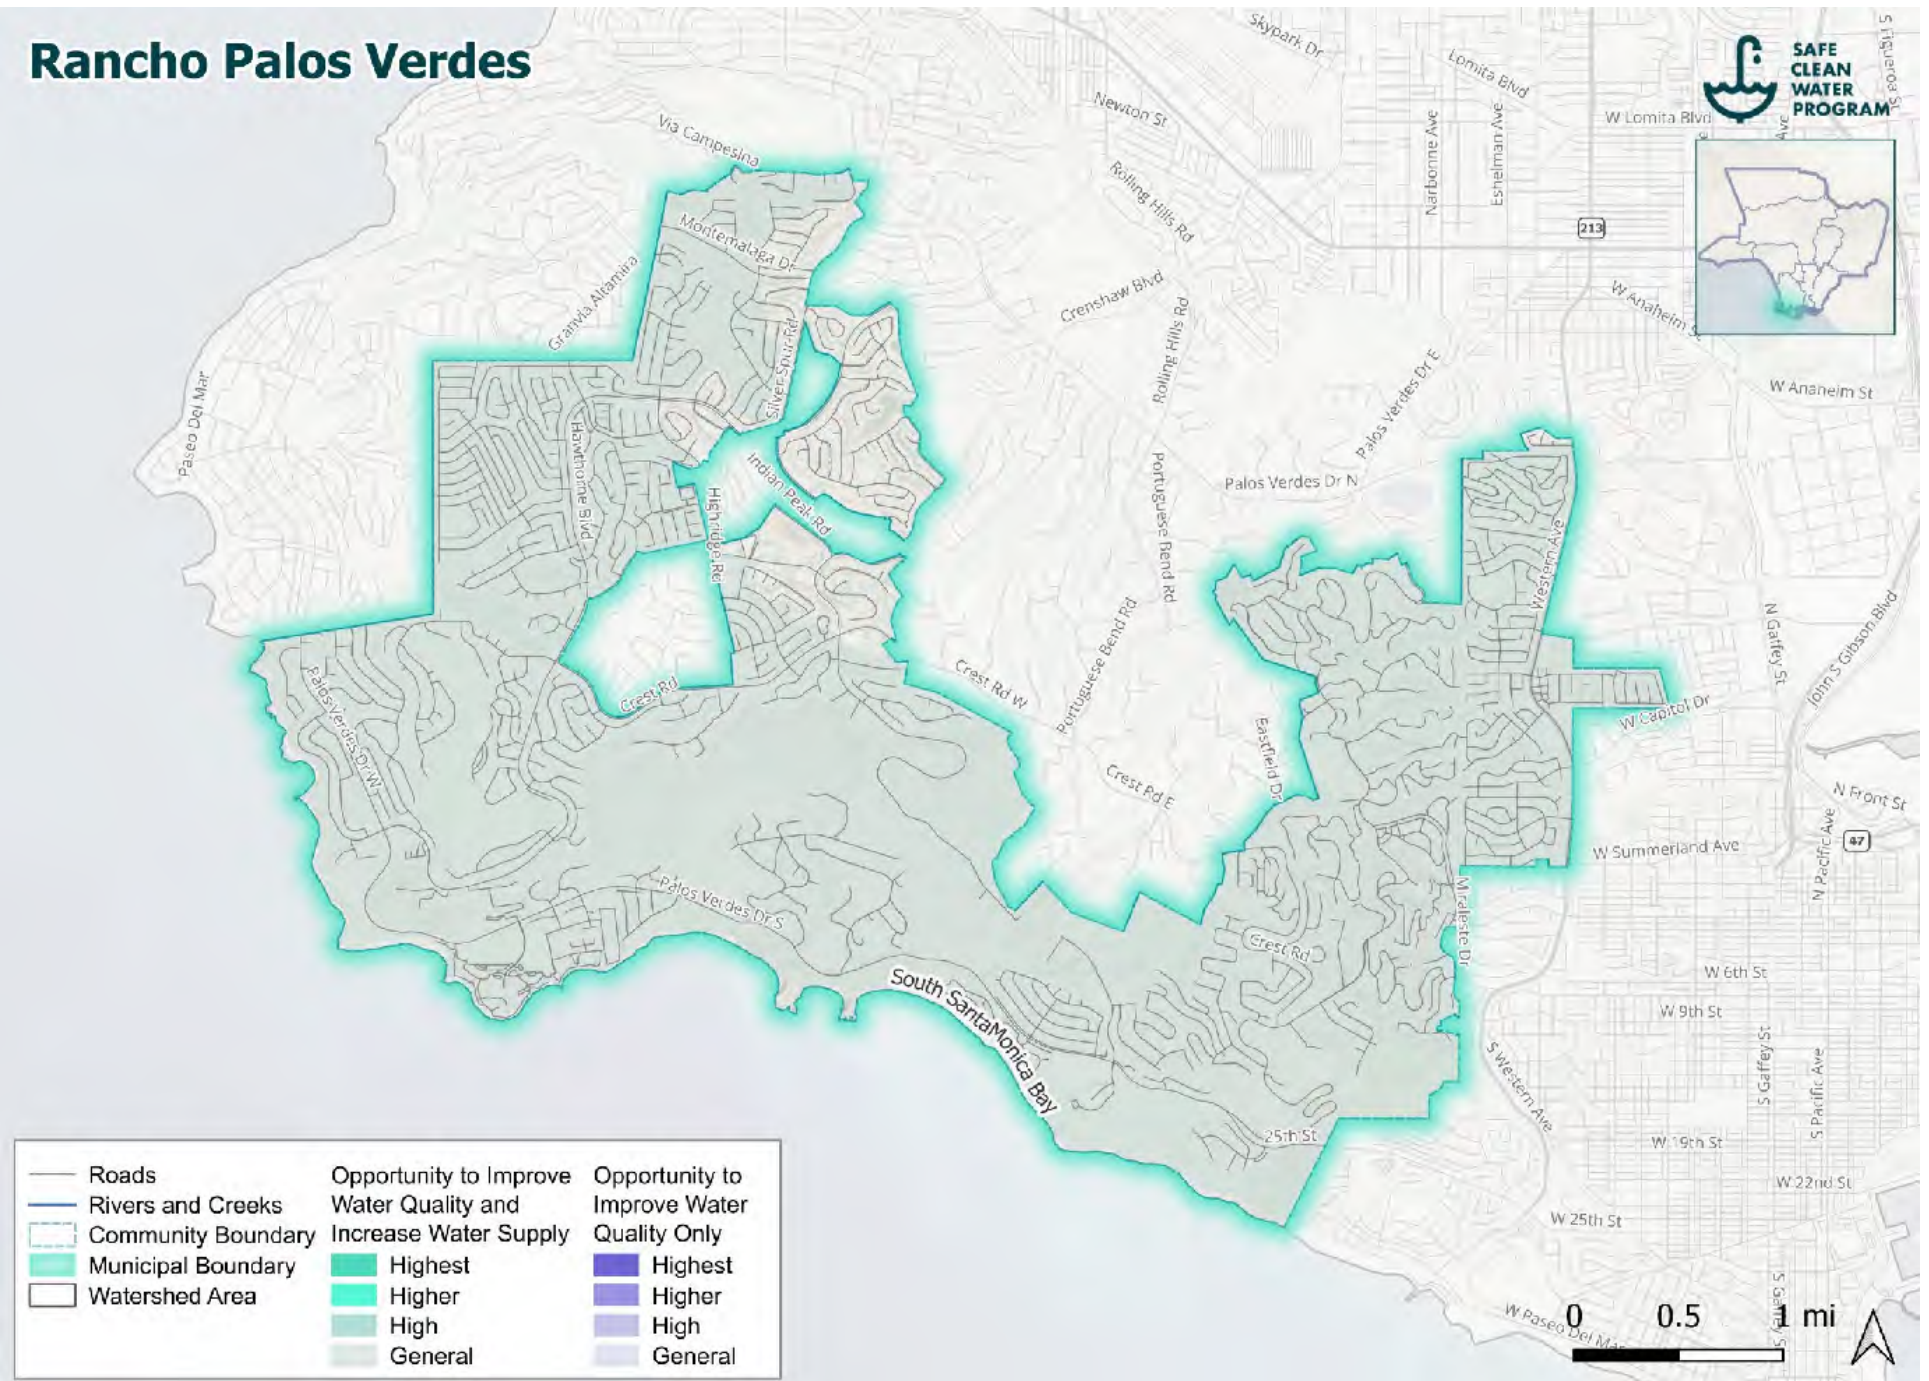 Rancho Palos Verdes
SAFE
CLEAN
WATER
PROGRAM
Skypark Dr
Lomita Blvd
S Figueroa St
Newton St
Narbonne Ave
Eshelman Ave
W Lomita Blvd
Via Campesina
Rolling Hills Rd
213
Montemalaga Dr
Granvia Altamira
Crenshaw Blvd
W Anaheim S
Silver Spur Rd
Rolling Hills Rd
Palos Verdes Dr E
W Anaheim St
Paseo Del Mar
Hawthorne Blvd
Indian Peak Rd
Highridge Rd
Portuguese Bend Rd
Palos Verdes Dr N
Western Ave
N Gaffey St
John S Gibson Blvd
Portuguese Bend Rd
Crest Rd W
Crest Rd
Palos Verdes Dr W
Eastfield Dr
W Capitol Dr
Crest Rd E
N Front St
N Pacific Ave
47
W Summerland Ave
Palos Verdes Dr S
Miraleste Dr
Crest Rd
W 6th St
South SantaMonica Bay
W 9th St
S Western Ave
S Gaffey St
S Pacific Ave
25th St
W 19th St
W 22nd St
W 25th St
W Paseo Del Mar
S Gaffey S
Roads
Rivers and Creeks
Community Boundary
Municipal Boundary
Watershed Area
Opportunity to Improve
Water Quality and
Increase Water Supply
Highest
Higher
High
General
Opportunity to
Improve Water
Quality Only
Highest
Higher
High
General
0 0.5 1 mi